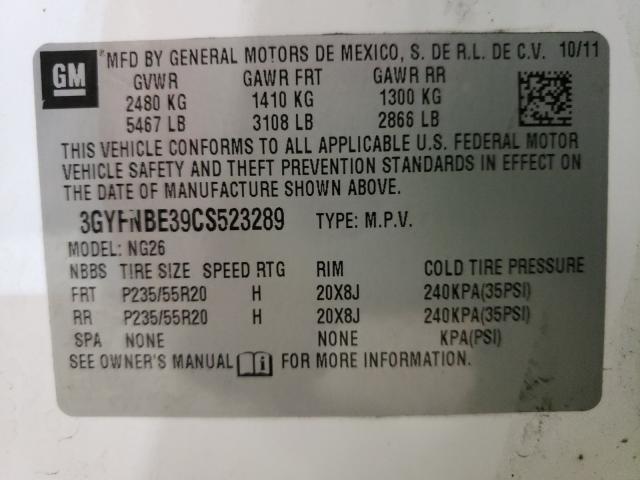 GM
MFD BY GENERAL MOTORS DE MEXICO, S. DE R.L. DE C.V. 10/11
GVWR GAWR FRT GAWR RR
2480 KG 1410 KG 1300 KG
5467 LB 3108 LB 2866 LB
THIS VEHICLE CONFORMS TO ALL APPLICABLE U.S. FEDERAL MOTOR
VEHICLE SAFETY AND THEFT PREVENTION STANDARDS IN EFFECT ON
THE DATE OF MANUFACTURE SHOWN ABOVE.
3GYFNBE39CS523289 TYPE: M.P.V.
MODEL: NG26
NBBS TIRE SIZE SPEED RTG RIM COLD TIRE PRESSURE
FRT P235/55R20 H 20X8J 240KPA(35PSI)
RR P235/55R20 H 20X8J 240KPA(35PSI)
SPA NONE NONE KPA(PSI)
SEE OWNER'S MANUAL i FOR MORE INFORMATION.